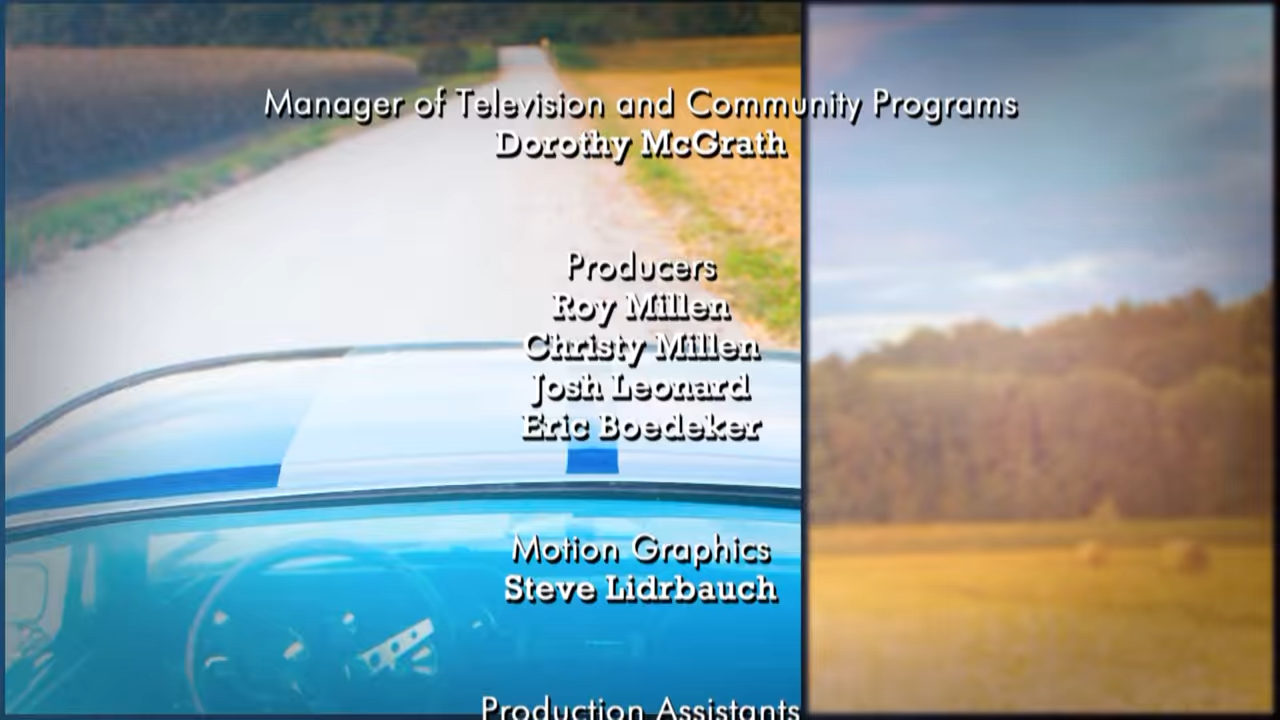 Manager of Television and Community Programs
Dorothy McGrath
Producers
Roy Millen
Christy Millen
Josh Leonard
Eric Boedeker
Motion Graphics
Steve Lidrbauch
Production Assistants